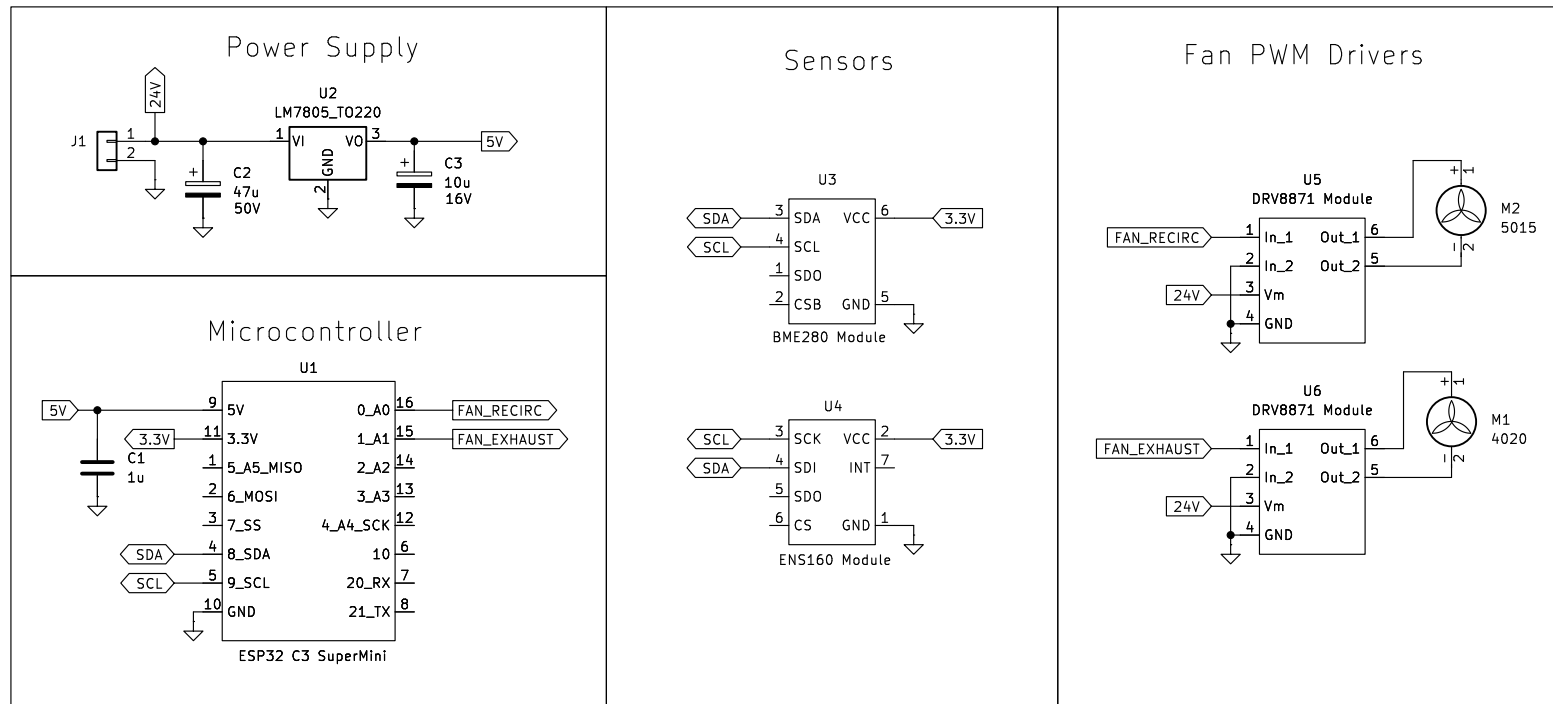 Power Supply
24V
U2
LM7805_TO220
J1
1
2
1 VI VO 3
GND
2
5V
+
C2
47u
50V
+
C3
10u
16V
Microcontroller
U1
5V
9 5V 0_A0 16 FAN_RECIRC
3.3V 11 3.3V 1_A1 15 FAN_EXHAUST
C1
1u
1 5_A5_MISO 2_A2 14
2 6_MOSI 3_A3 13
3 7_SS 4_A4_SCK 12
SDA 4 8_SDA 10 6
SCL 5 9_SCL 20_RX 7
10 GND 21_TX 8
ESP32 C3 SuperMini
Sensors
U3
SDA 3 SDA VCC 6 3.3V
SCL 4 SCL
1 SDO
2 CSB GND 5
BME280 Module
U4
SCL 3 SCK VCC 2 3.3V
SDA 4 SDI INT 7
5 SDO
6 CS GND 1
ENS160 Module
Fan PWM Drivers
U5
DRV8871 Module
FAN_RECIRC 1 In_1 Out_1 6
2 In_2 Out_2 5
24V 3 Vm
4 GND
+ 1
M2
5015
− 2
U6
DRV8871 Module
FAN_EXHAUST 1 In_1 Out_1 6
2 In_2 Out_2 5
24V 3 Vm
4 GND
+ 1
M1
4020
− 2